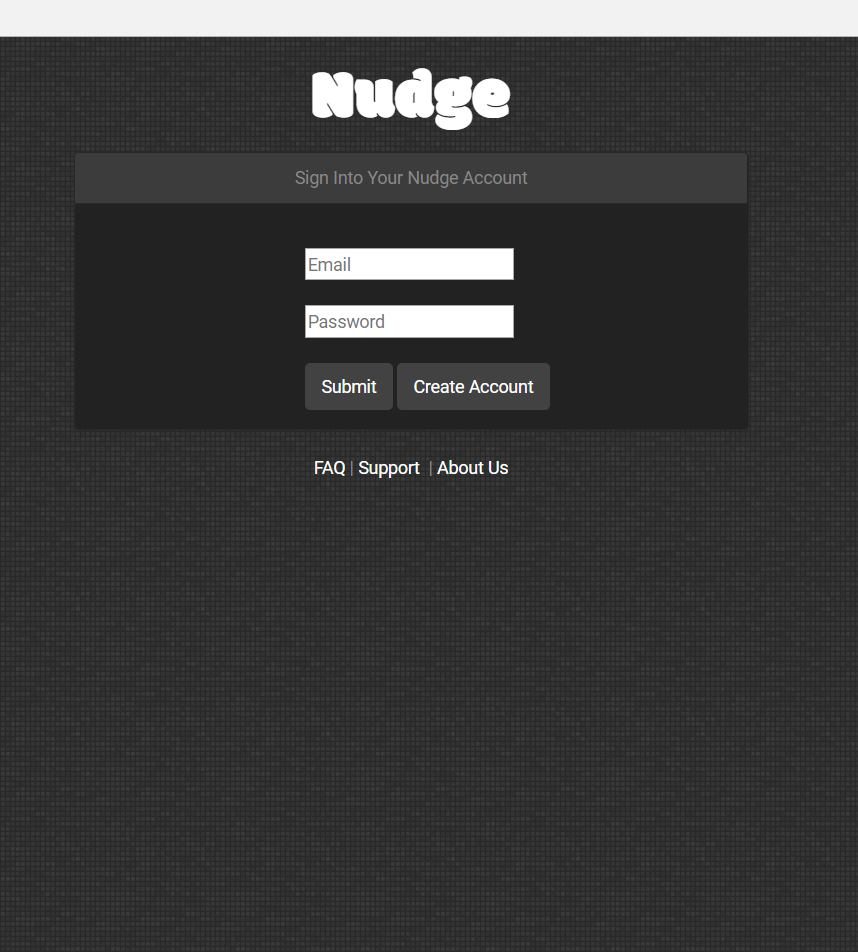 Nudge
Sign Into Your Nudge Account
Email
Password
Submit Create Account
FAQ | Support | About Us